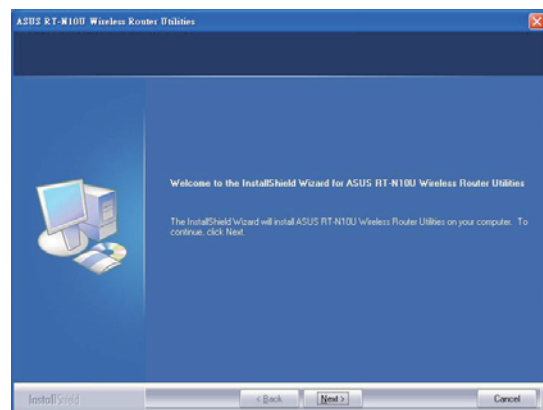 ASUS RT-N10U Wireless Router Utilities
Welcome to the InstallShield Wizard for ASUS RT-N10U Wireless Router Utilities
The InstallShield Wizard will install ASUS RT-N10U Wireless Router Utilities on your computer. To
continue, click Next.
InstallShield
< Back
Next >
Cancel